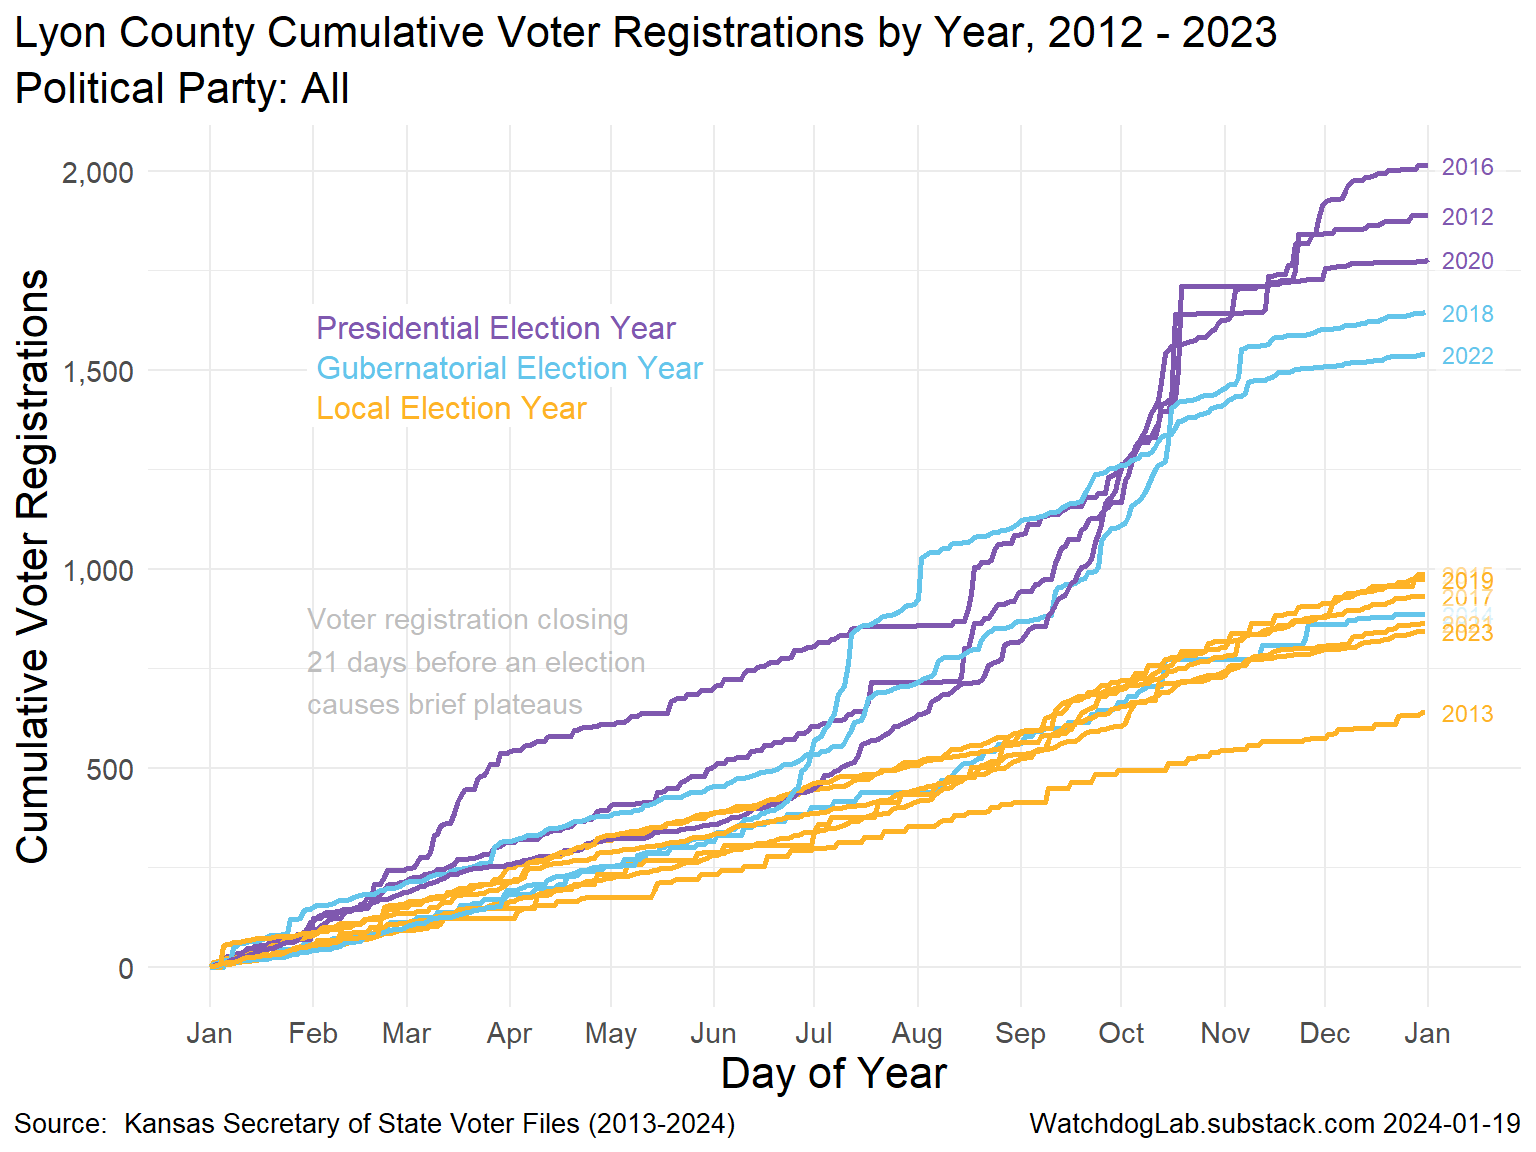 Lyon County Cumulative Voter Registrations by Year, 2012 - 2023
Political Party: All
Cumulative Voter Registrations
2,000
1,500
1,000
500
0
Presidential Election Year
Gubernatorial Election Year
Local Election Year
Voter registration closing
21 days before an election
causes brief plateaus
2016
2012
2020
2018
2022
2015
2019
2017
2023
2013
Jan Feb Mar Apr May Jun Jul Aug Sep Oct Nov Dec Jan
Day of Year
Source:  Kansas Secretary of State Voter Files (2013-2024)
WatchdogLab.substack.com 2024-01-19